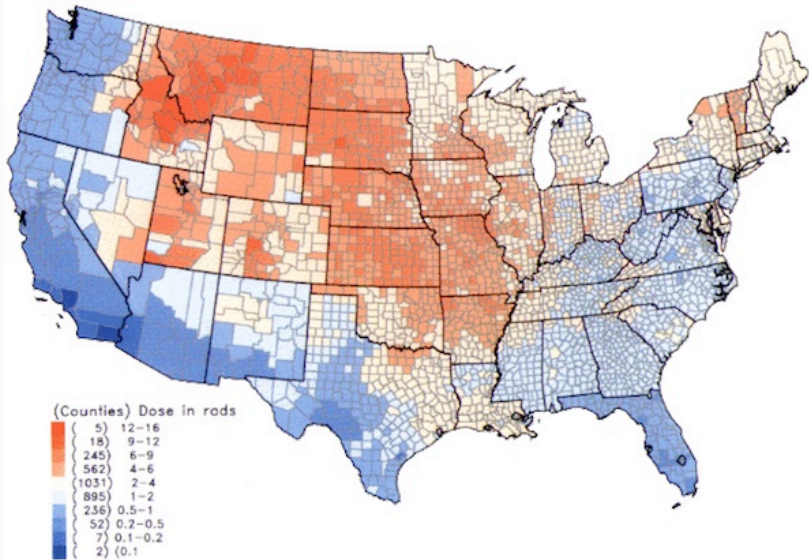 (Counties) Dose in rads
( 5) 12-16
( 18) 9-12
( 245) 6-9
( 562) 4-6
(1031) 2-4
( 895) 1-2
( 236) 0.5-1
( 52) 0.2-0.5
( 7) 0.1-0.2
( 2) (0.1